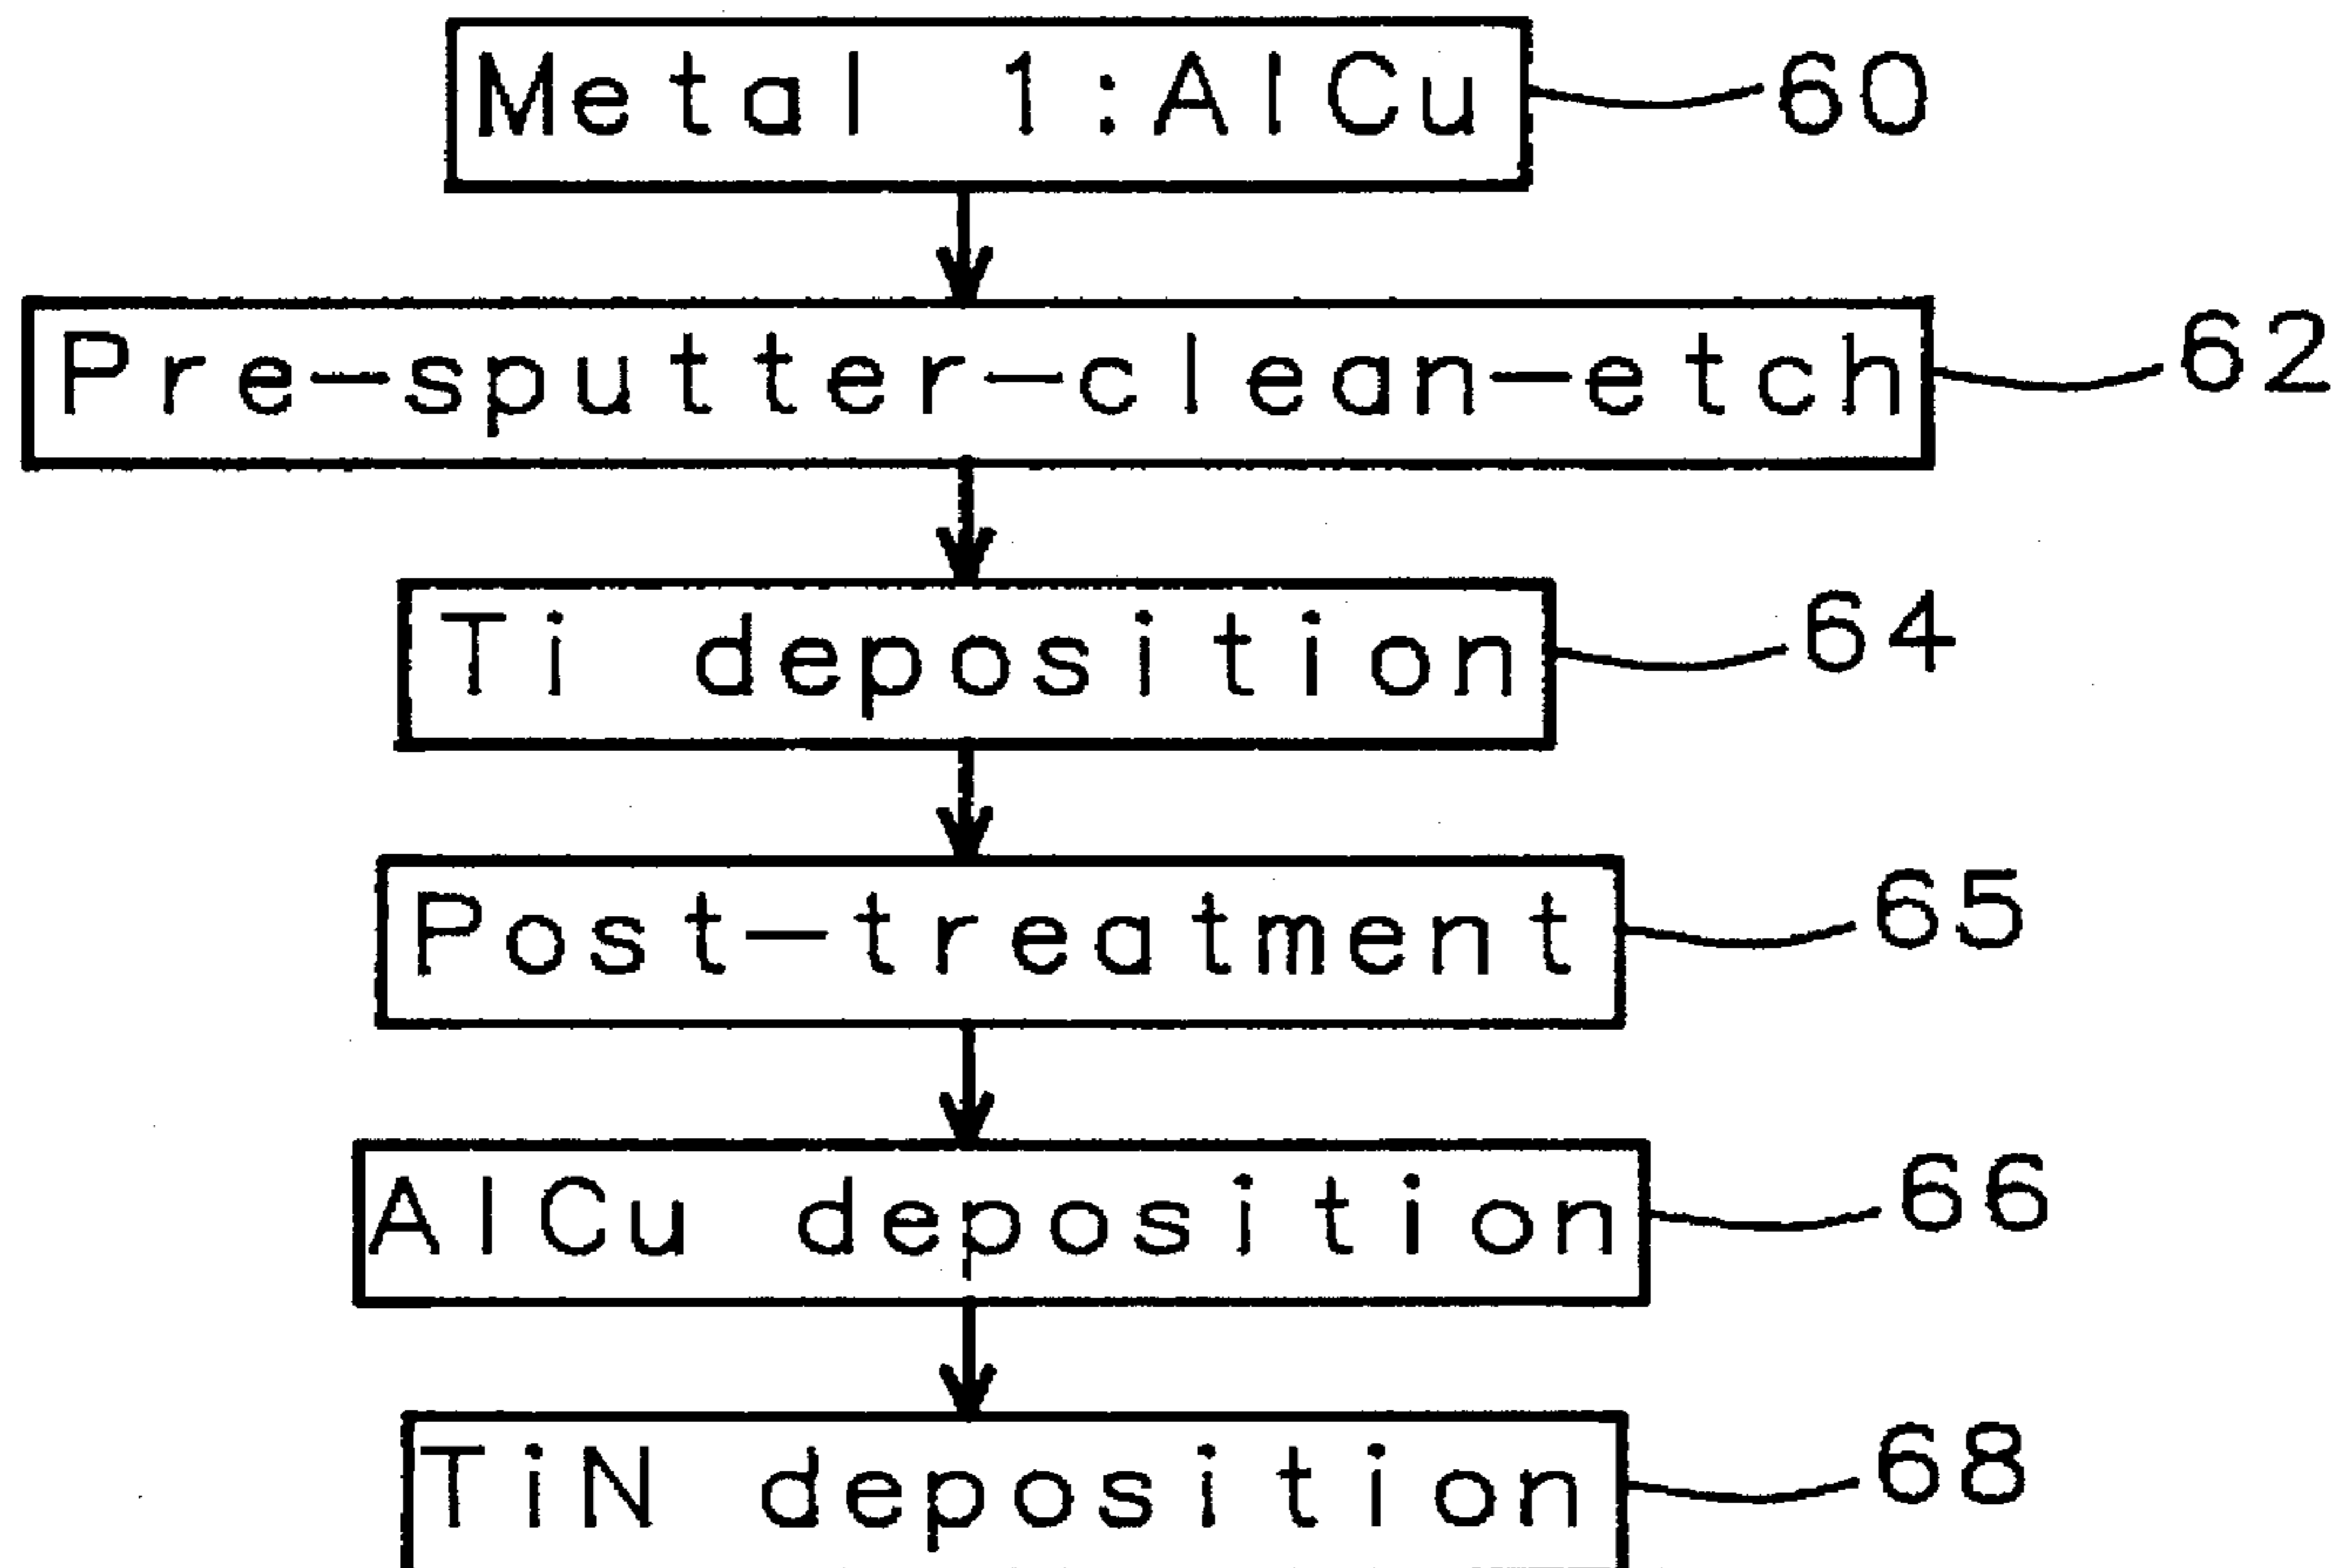 Metal 1:AlCu 60
Pre-sputter-clean-etch 62
Ti deposition 64
Post-treatment 65
AlCu deposition 66
TiN deposition 68